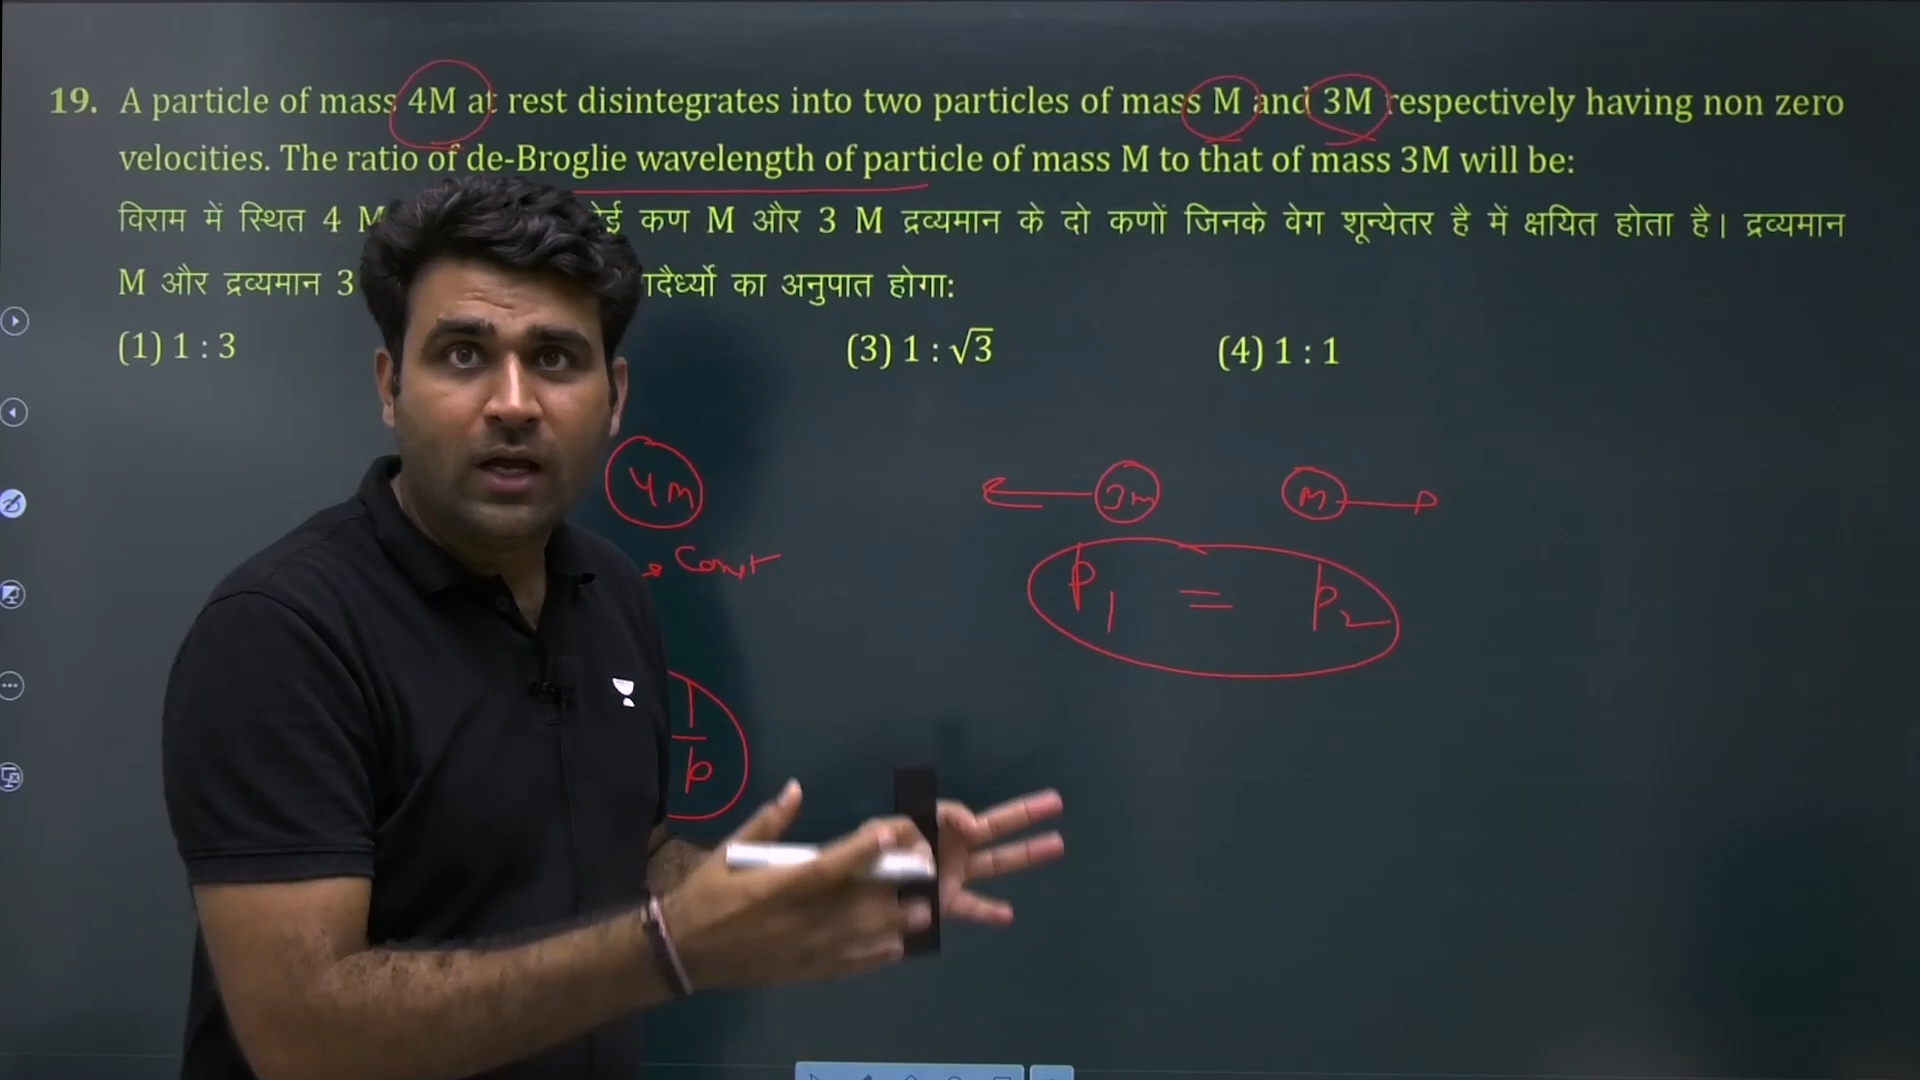 19. A particle of mass 4M at rest disintegrates into two particles of mass M and 3M respectively having non zero
velocities. The ratio of de-Broglie wavelength of particle of mass M to that of mass 3M will be:
विराम में स्थित 4 M कण M और 3 M द्रव्यमान के दो कणों जिनके वेग शून्येतर है में क्षयित होता है। द्रव्यमान
M और द्रव्यमान 3 का अनुपात होगा:
(1) 1 : 3 (3) 1 : √3 (4) 1 : 1
4m 3m M
→ Const
P₁ = P₂
1
p